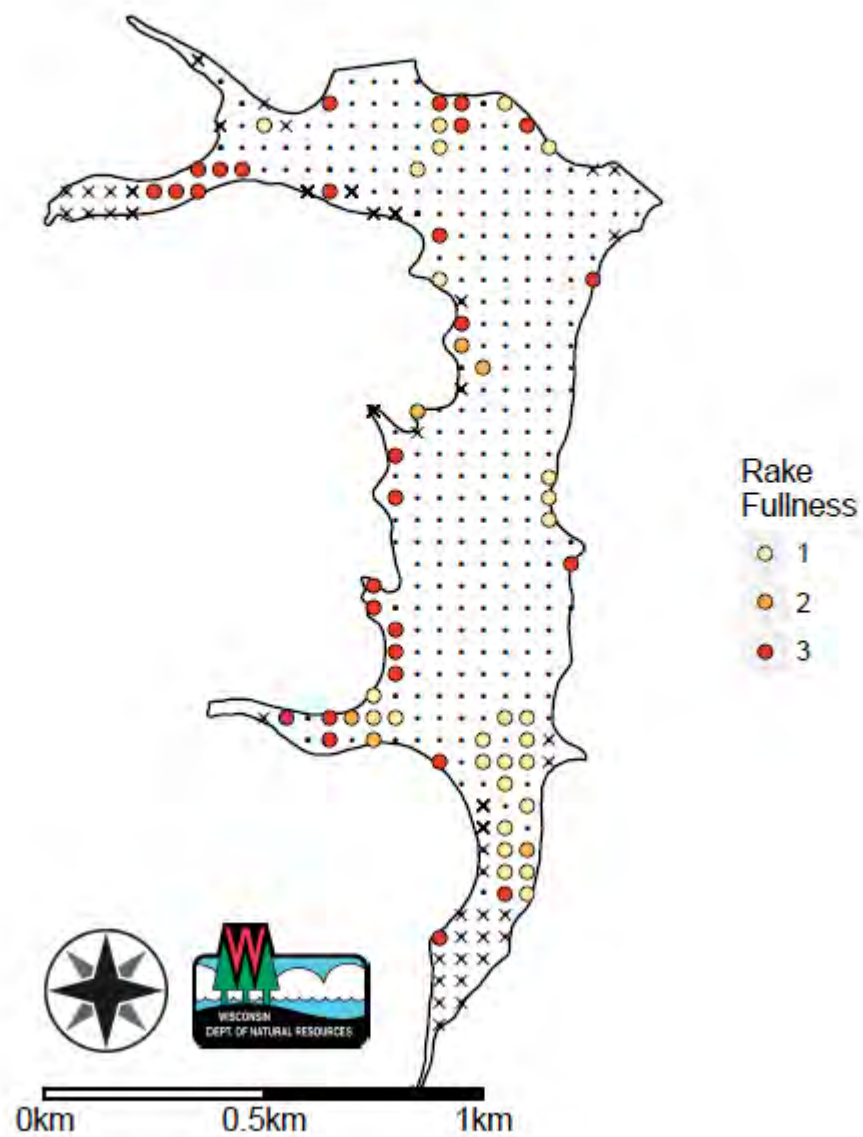 Rake
Fullness
1
2
3
W
WISCONSIN
DEPT. OF NATURAL RESOURCES
0km 0.5km 1km